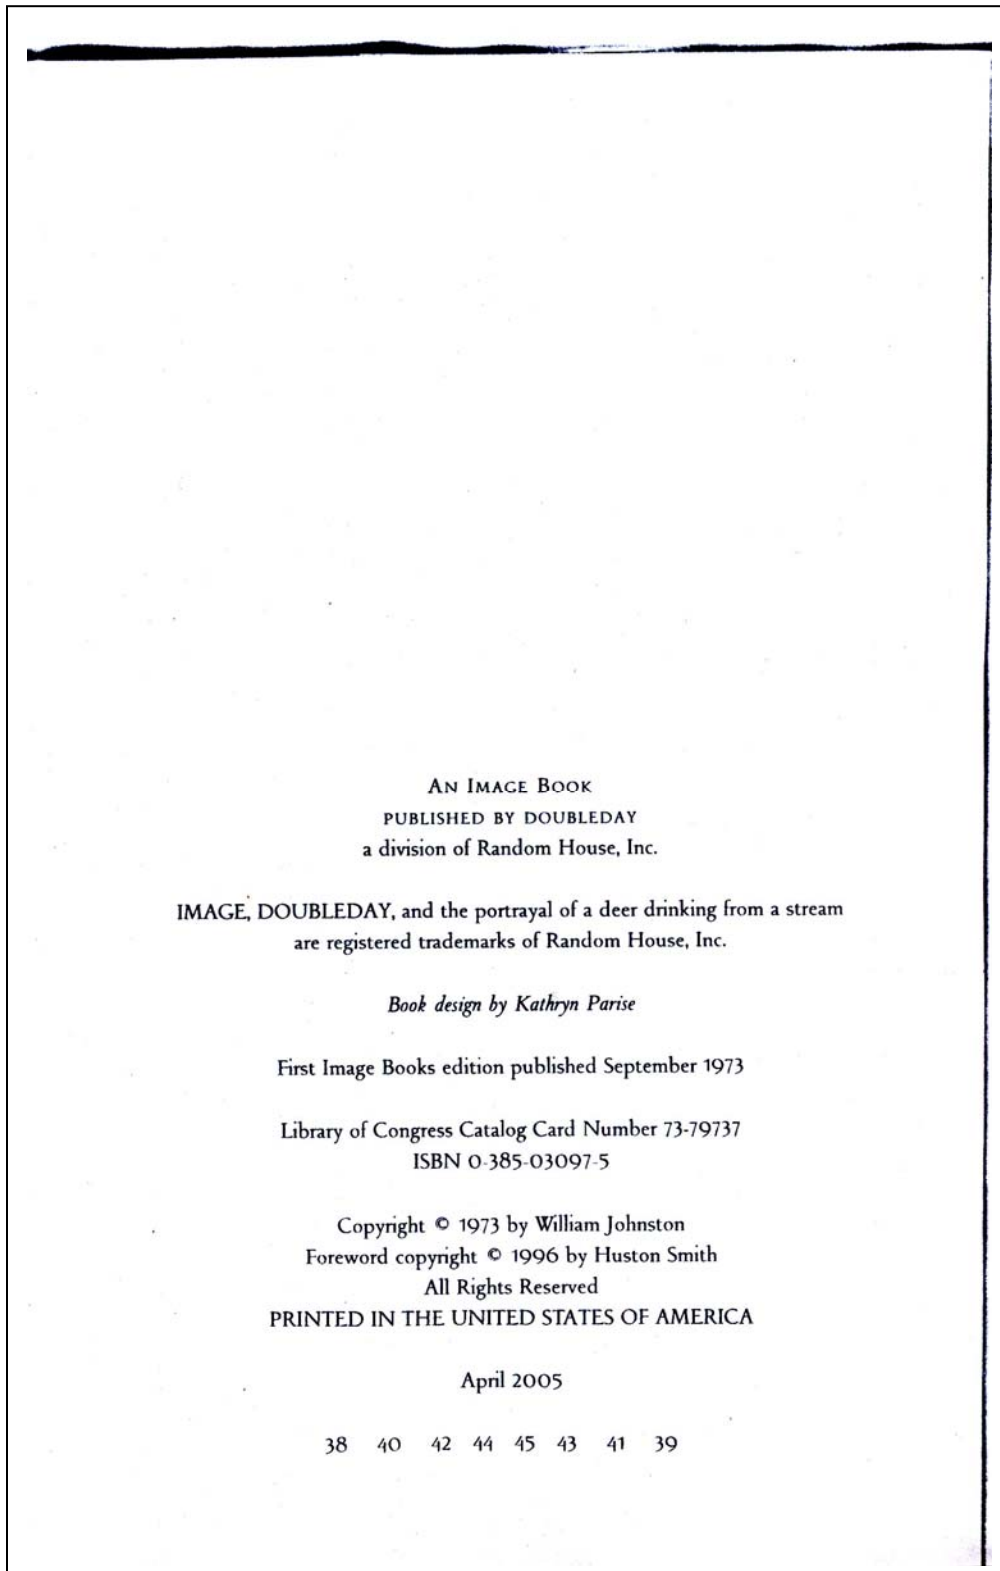 AN IMAGE BOOK
PUBLISHED BY DOUBLEDAY
a division of Random House, Inc.
IMAGE, DOUBLEDAY, and the portrayal of a deer drinking from a stream
are registered trademarks of Random House, Inc.
Book design by Kathryn Parise
First Image Books edition published September 1973
Library of Congress Catalog Card Number 73-79737
ISBN 0-385-03097-5
Copyright © 1973 by William Johnston
Foreword copyright © 1996 by Huston Smith
All Rights Reserved
PRINTED IN THE UNITED STATES OF AMERICA
April 2005
38 40 42 44 45 43 41 39